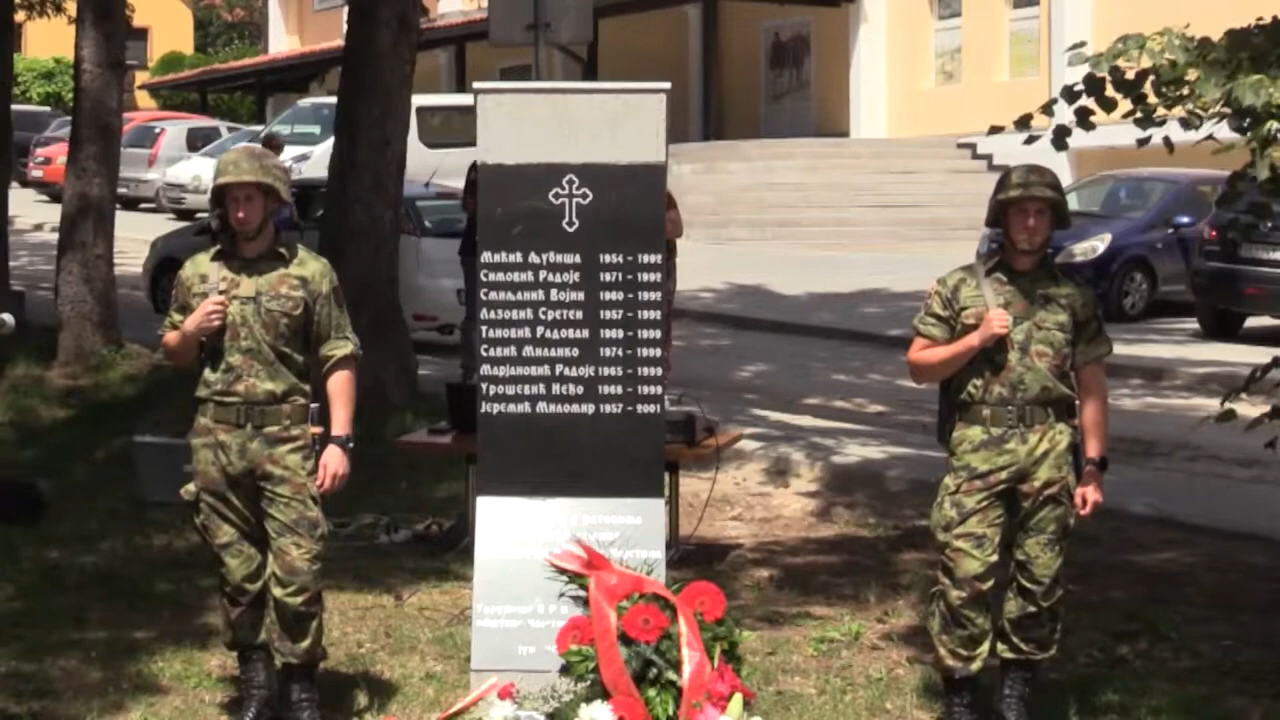 Микић Љубиша 1954 - 1992
Симовић Радоје 1971 - 1992
Смиљанић Војин 1960 - 1992
Лазовић Сретен 1957 - 1992
Тановић Радован 1969 - 1999
Савић Миланко 1974 - 1999
Марјановић Радоје 1965 - 1999
Урошевић Неђо 1968 - 1999
Јеремић Миломир 1957 - 2001